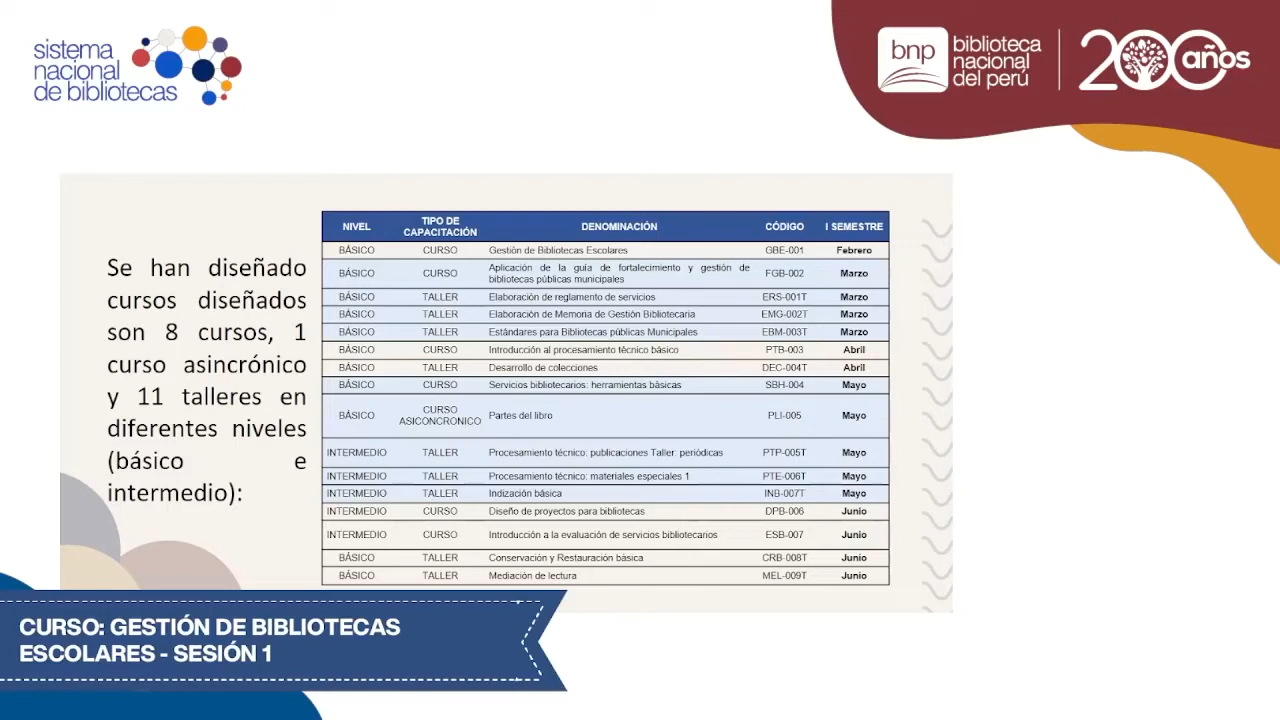 sistema
nacional
de bibliotecas
bnp
biblioteca
nacional
del perú
200 años
Se han diseñado
cursos diseñados
son 8 cursos, 1
curso asincrónico
y 11 talleres en
diferentes niveles
(básico e
intermedio):
NIVEL TIPO DE CAPACITACIÓN DENOMINACIÓN CÓDIGO I SEMESTRE
BÁSICO CURSO Gestión de Bibliotecas Escolares GBE-001 Febrero
BÁSICO CURSO Aplicación de la guía de fortalecimiento y gestión de bibliotecas públicas municipales FGB-002 Marzo
BÁSICO TALLER Elaboración de reglamento de servicios ERS-001T Marzo
BÁSICO TALLER Elaboración de Memoria de Gestión Bibliotecaria EMG-002T Marzo
BÁSICO TALLER Estándares para Bibliotecas públicas Municipales EBM-003T Marzo
BÁSICO CURSO Introducción al procesamiento técnico básico PTB-003 Abril
BÁSICO TALLER Desarrollo de colecciones DEC-004T Abril
BÁSICO CURSO Servicios bibliotecarios: herramientas básicas SBH-004 Mayo
BÁSICO CURSO ASICONCRONICO Partes del libro PLI-005 Mayo
INTERMEDIO TALLER Procesamiento técnico: publicaciones Taller: periódicas PTP-005T Mayo
INTERMEDIO TALLER Procesamiento técnico: materiales especiales 1 PTE-006T Mayo
INTERMEDIO TALLER Indización básica INB-007T Mayo
INTERMEDIO CURSO Diseño de proyectos para bibliotecas DPB-006 Junio
INTERMEDIO CURSO Introducción a la evaluación de servicios bibliotecarios ESB-007 Junio
BÁSICO TALLER Conservación y Restauración básica CRB-008T Junio
BÁSICO TALLER Mediación de lectura MEL-009T Junio
CURSO: GESTIÓN DE BIBLIOTECAS
ESCOLARES - SESIÓN 1